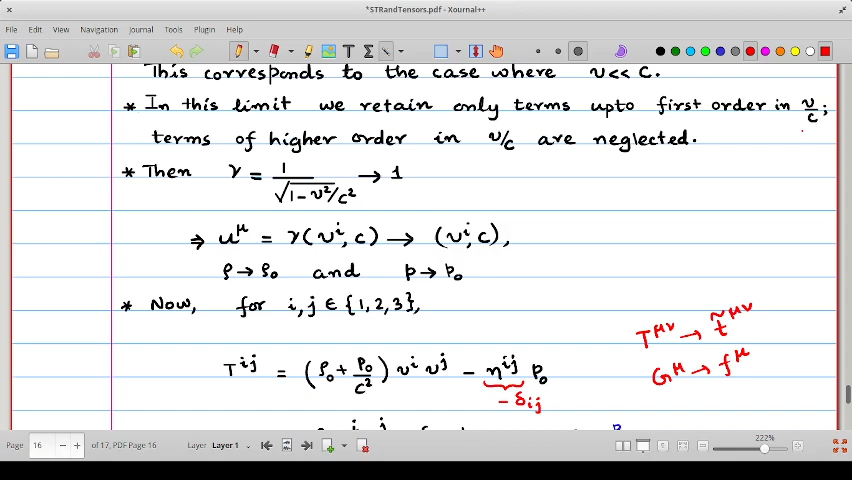 *STRandTensors.pdf - Xournal++
File Edit View Navigation Journal Tools Plugin Help
This corresponds to the case where v << c.
* In this limit we retain only terms upto first order in v/c;
terms of higher order in v/c are neglected.
* Then γ = 1/√(1 - v²/c²) → 1
⇒ u^μ = γ(v^i, c) → (v^i, c),
ρ → ρ₀ and p → p₀
* Now, for i, j ∈ {1, 2, 3},
T^{μν} → t̃^{μν}
G^μ → f^μ
T^{ij} = (ρ₀ + p₀/c²) v^i v^j - η^{ij} p₀
- δ_{ij}
Page 16 of 17, PDF Page 16 Layer Layer 1 222%